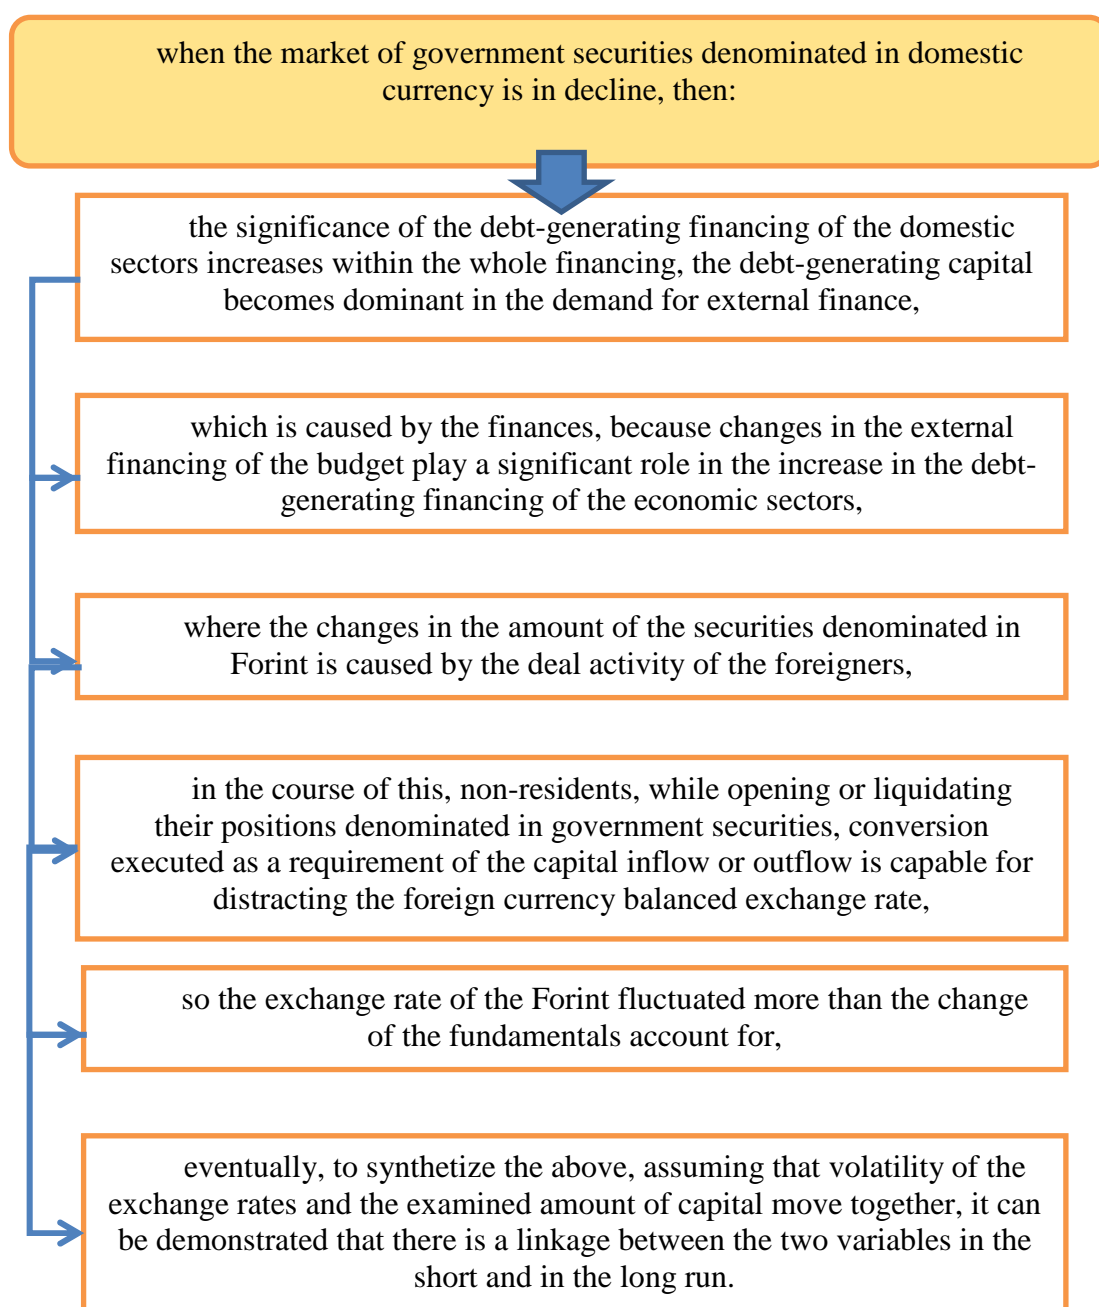 when the market of government securities denominated in domestic
currency is in decline, then:
the significance of the debt-generating financing of the domestic
sectors increases within the whole financing, the debt-generating capital
becomes dominant in the demand for external finance,
which is caused by the finances, because changes in the external
financing of the budget play a significant role in the increase in the debt-
generating financing of the economic sectors,
where the changes in the amount of the securities denominated in
Forint is caused by the deal activity of the foreigners,
in the course of this, non-residents, while opening or liquidating
their positions denominated in government securities, conversion
executed as a requirement of the capital inflow or outflow is capable for
distracting the foreign currency balanced exchange rate,
so the exchange rate of the Forint fluctuated more than the change
of the fundamentals account for,
eventually, to synthetize the above, assuming that volatility of the
exchange rates and the examined amount of capital move together, it can
be demonstrated that there is a linkage between the two variables in the
short and in the long run.